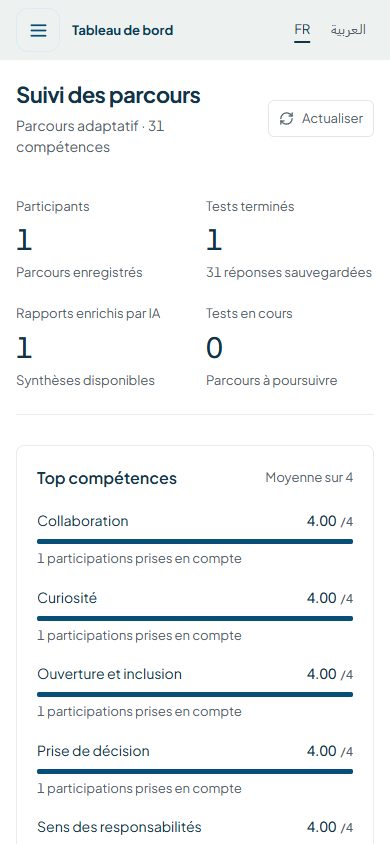 Tableau de bord
FR
العربية
Suivi des parcours
Parcours adaptatif · 31
compétences
Actualiser
Participants
1
Parcours enregistrés
Tests terminés
1
31 réponses sauvegardées
Rapports enrichis par IA
1
Synthèses disponibles
Tests en cours
0
Parcours à poursuivre
Top compétences
Moyenne sur 4
Collaboration
4.00 /4
1 participations prises en compte
Curiosité
4.00 /4
1 participations prises en compte
Ouverture et inclusion
4.00 /4
1 participations prises en compte
Prise de décision
4.00 /4
1 participations prises en compte
Sens des responsabilités
4.00 /4